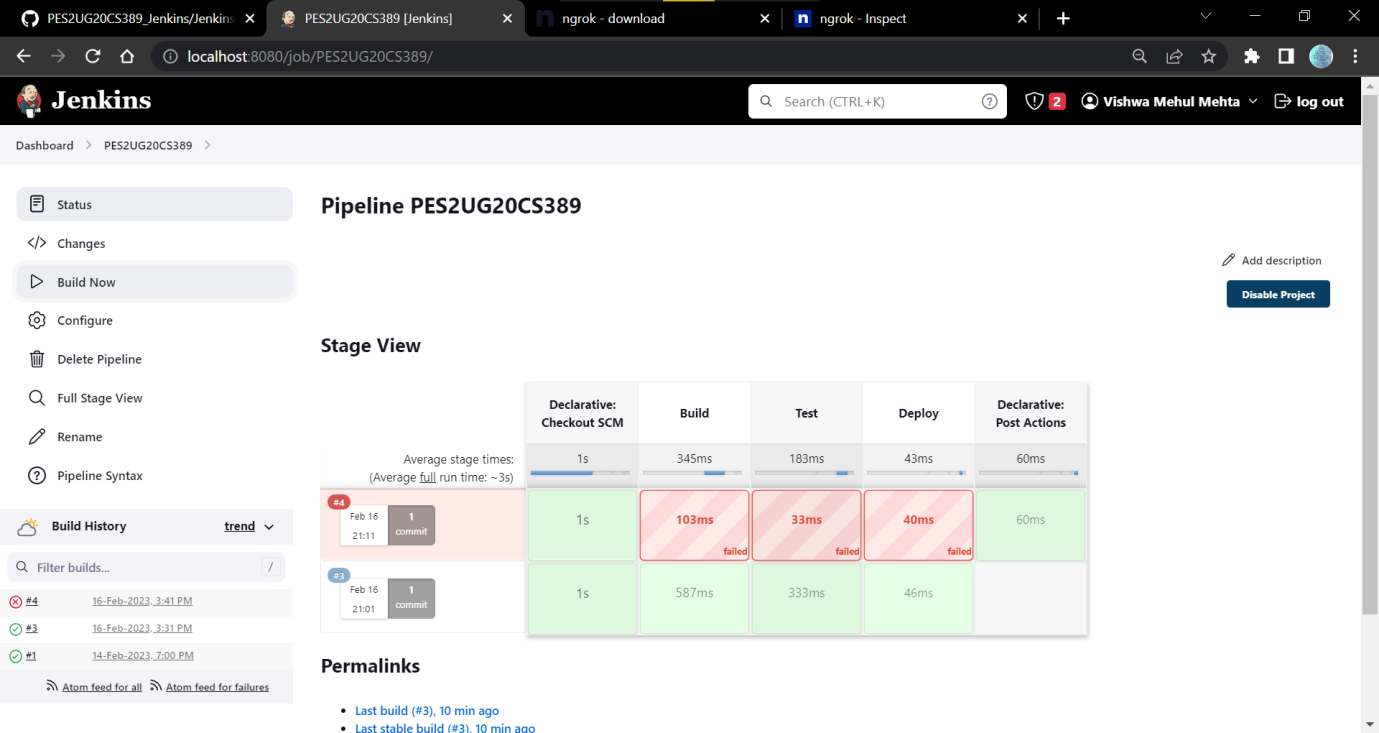 PES2UG20CS389_Jenkins/Jenkins
PES2UG20CS389 [Jenkins]
ngrok - download
ngrok - Inspect
localhost:8080/job/PES2UG20CS389/
Jenkins
Search (CTRL+K)
2
Vishwa Mehul Mehta
log out
Dashboard
PES2UG20CS389
Status
Changes
Build Now
Configure
Delete Pipeline
Full Stage View
Rename
Pipeline Syntax
Build History
trend
Filter builds...
/
#4 16-Feb-2023, 3:41 PM
#3 16-Feb-2023, 3:31 PM
#1 14-Feb-2023, 7:00 PM
Atom feed for all Atom feed for failures
Pipeline PES2UG20CS389
Add description
Disable Project
Stage View
Declarative: Declarative:
Checkout SCM Build Test Deploy Post Actions
Average stage times: 1s 345ms 183ms 43ms 60ms
(Average full run time: ~3s)
#4
Feb 16 1
21:11 commit
1s 103ms 33ms 40ms 60ms
failed failed failed
#3
Feb 16 1
21:01 commit
1s 587ms 333ms 46ms
Permalinks
Last build (#3), 10 min ago
Last stable build (#3), 10 min ago